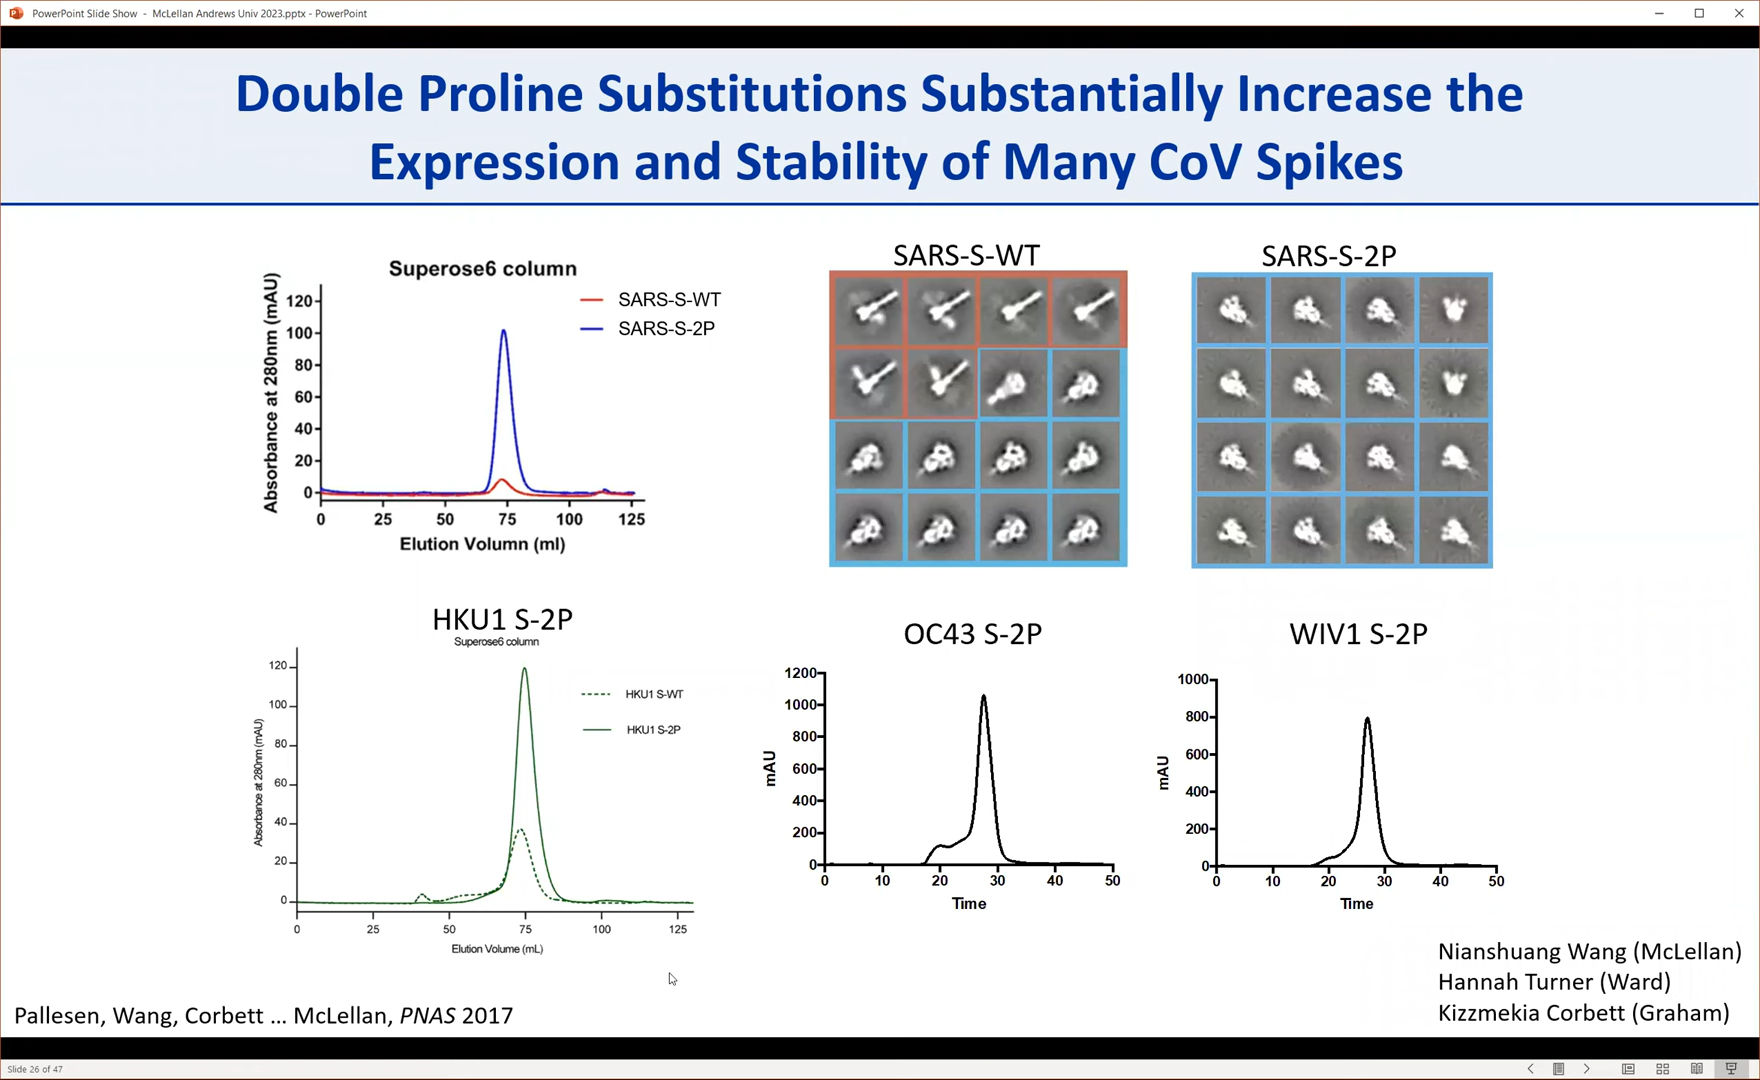 PowerPoint Slide Show - McLellan Andrews Univ 2023.pptx - PowerPoint
Double Proline Substitutions Substantially Increase the
Expression and Stability of Many CoV Spikes
Superose6 column
SARS-S-WT
SARS-S-2P
Absorbance at 280nm (mAU)
120
100
80
60
40
20
0
0 25 50 75 100 125
Elution Volumn (ml)
SARS-S-WT
SARS-S-2P
HKU1 S-2P
Superose6 column
HKU1 S-WT
HKU1 S-2P
Absorbance at 280nm (mAU)
120
100
80
60
40
20
0
0 25 50 75 100 125
Elution Volume (mL)
OC43 S-2P
mAU
1200
1000
800
600
400
200
0
0 10 20 30 40 50
Time
WIV1 S-2P
mAU
1000
800
600
400
200
0
0 10 20 30 40 50
Time
Nianshuang Wang (McLellan)
Hannah Turner (Ward)
Kizzmekia Corbett (Graham)
Pallesen, Wang, Corbett ... McLellan, PNAS 2017
Slide 26 of 47